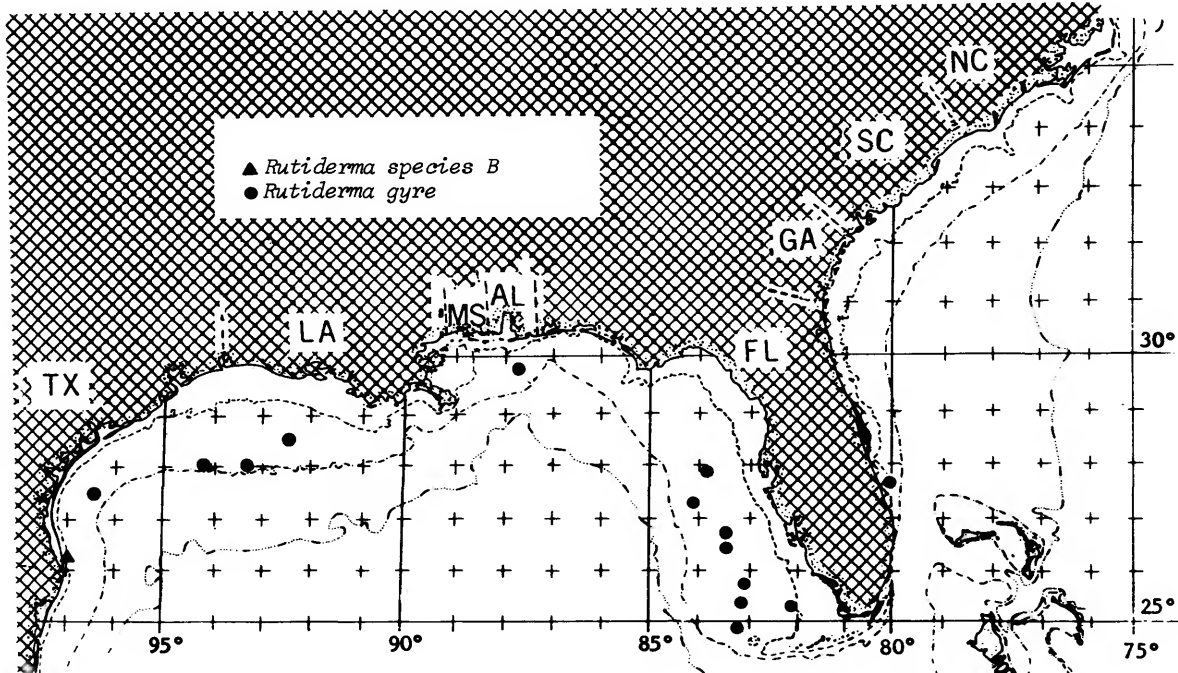 NC
SC
▲ Rutiderma species B
● Rutiderma gyre
GA
MS AL
LA
FL
TX
30°
25°
95° 90° 85° 80° 75°